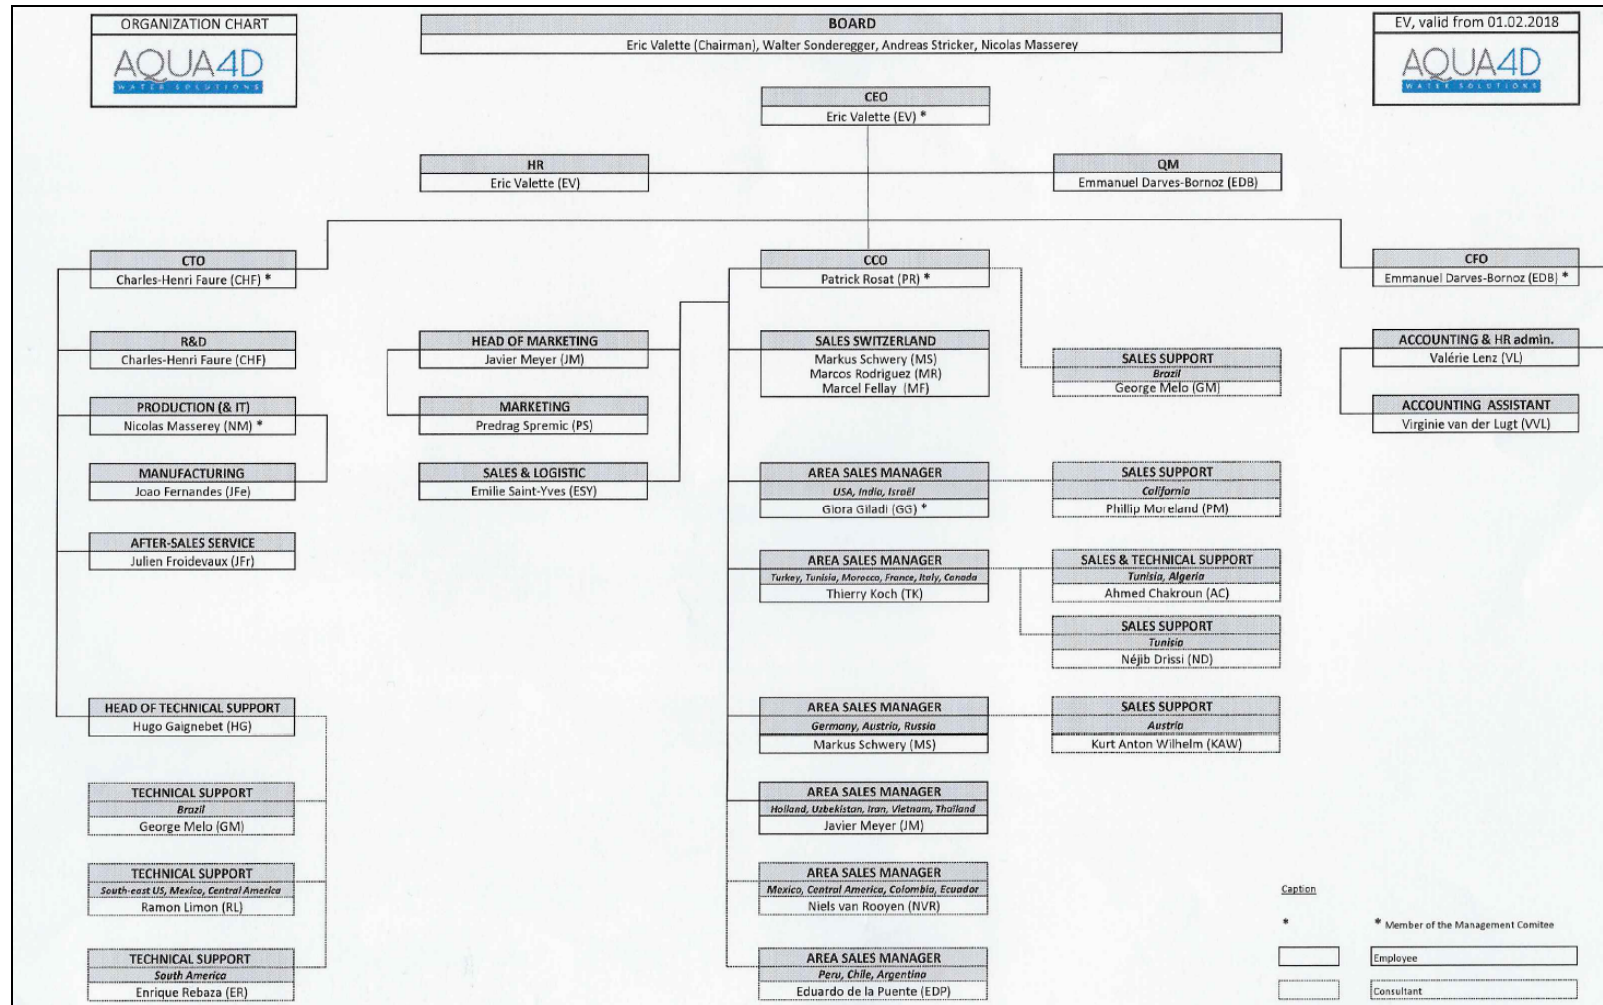 ORGANIZATION CHART
AQUA4D
WATER SOLUTIONS
BOARD
Eric Valette (Chairman), Walter Sonderegger, Andreas Stricker, Nicolas Masserey
EV, valid from 01.02.2018
AQUA4D
WATER SOLUTIONS
CEO
Eric Valette (EV) *
HR
Eric Valette (EV)
QM
Emmanuel Darves-Bornoz (EDB)
CTO
Charles-Henri Faure (CHF) *
CCO
Patrick Rosat (PR) *
CFO
Emmanuel Darves-Bornoz (EDB) *
R&D
Charles-Henri Faure (CHF)
HEAD OF MARKETING
Javier Meyer (JM)
SALES SWITZERLAND
Markus Schwery (MS)
Marcos Rodriguez (MR)
Marcel Fellay (MF)
SALES SUPPORT
Brazil
George Melo (GM)
ACCOUNTING & HR admin.
Valérie Lenz (VL)
PRODUCTION (& IT)
Nicolas Masserey (NM) *
MARKETING
Predrag Spremic (PS)
ACCOUNTING ASSISTANT
Virginie van der Lugt (VVL)
MANUFACTURING
Joao Fernandes (JFe)
SALES & LOGISTIC
Emilie Saint-Yves (ESY)
AREA SALES MANAGER
USA, India, Israël
Giora Giladi (GG) *
SALES SUPPORT
California
Phillip Moreland (PM)
AFTER-SALES SERVICE
Julien Froidevaux (JFr)
AREA SALES MANAGER
Turkey, Tunisia, Morocco, France, Italy, Canada
Thierry Koch (TK)
SALES & TECHNICAL SUPPORT
Tunisia, Algeria
Ahmed Chakroun (AC)
SALES SUPPORT
Tunisia
Néjib Drissi (ND)
HEAD OF TECHNICAL SUPPORT
Hugo Gaignebet (HG)
AREA SALES MANAGER
Germany, Austria, Russia
Markus Schwery (MS)
SALES SUPPORT
Austria
Kurt Anton Wilhelm (KAW)
TECHNICAL SUPPORT
Brazil
George Melo (GM)
AREA SALES MANAGER
Holland, Uzbekistan, Iran, Vietnam, Thailand
Javier Meyer (JM)
TECHNICAL SUPPORT
South-east US, Mexico, Central America
Ramon Limon (RL)
AREA SALES MANAGER
Mexico, Central America, Colombia, Ecuador
Niels van Rooyen (NVR)
TECHNICAL SUPPORT
South America
Enrique Rebaza (ER)
AREA SALES MANAGER
Peru, Chile, Argentina
Eduardo de la Puente (EDP)
Caption
* * Member of the Management Comitee
Employee
Consultant